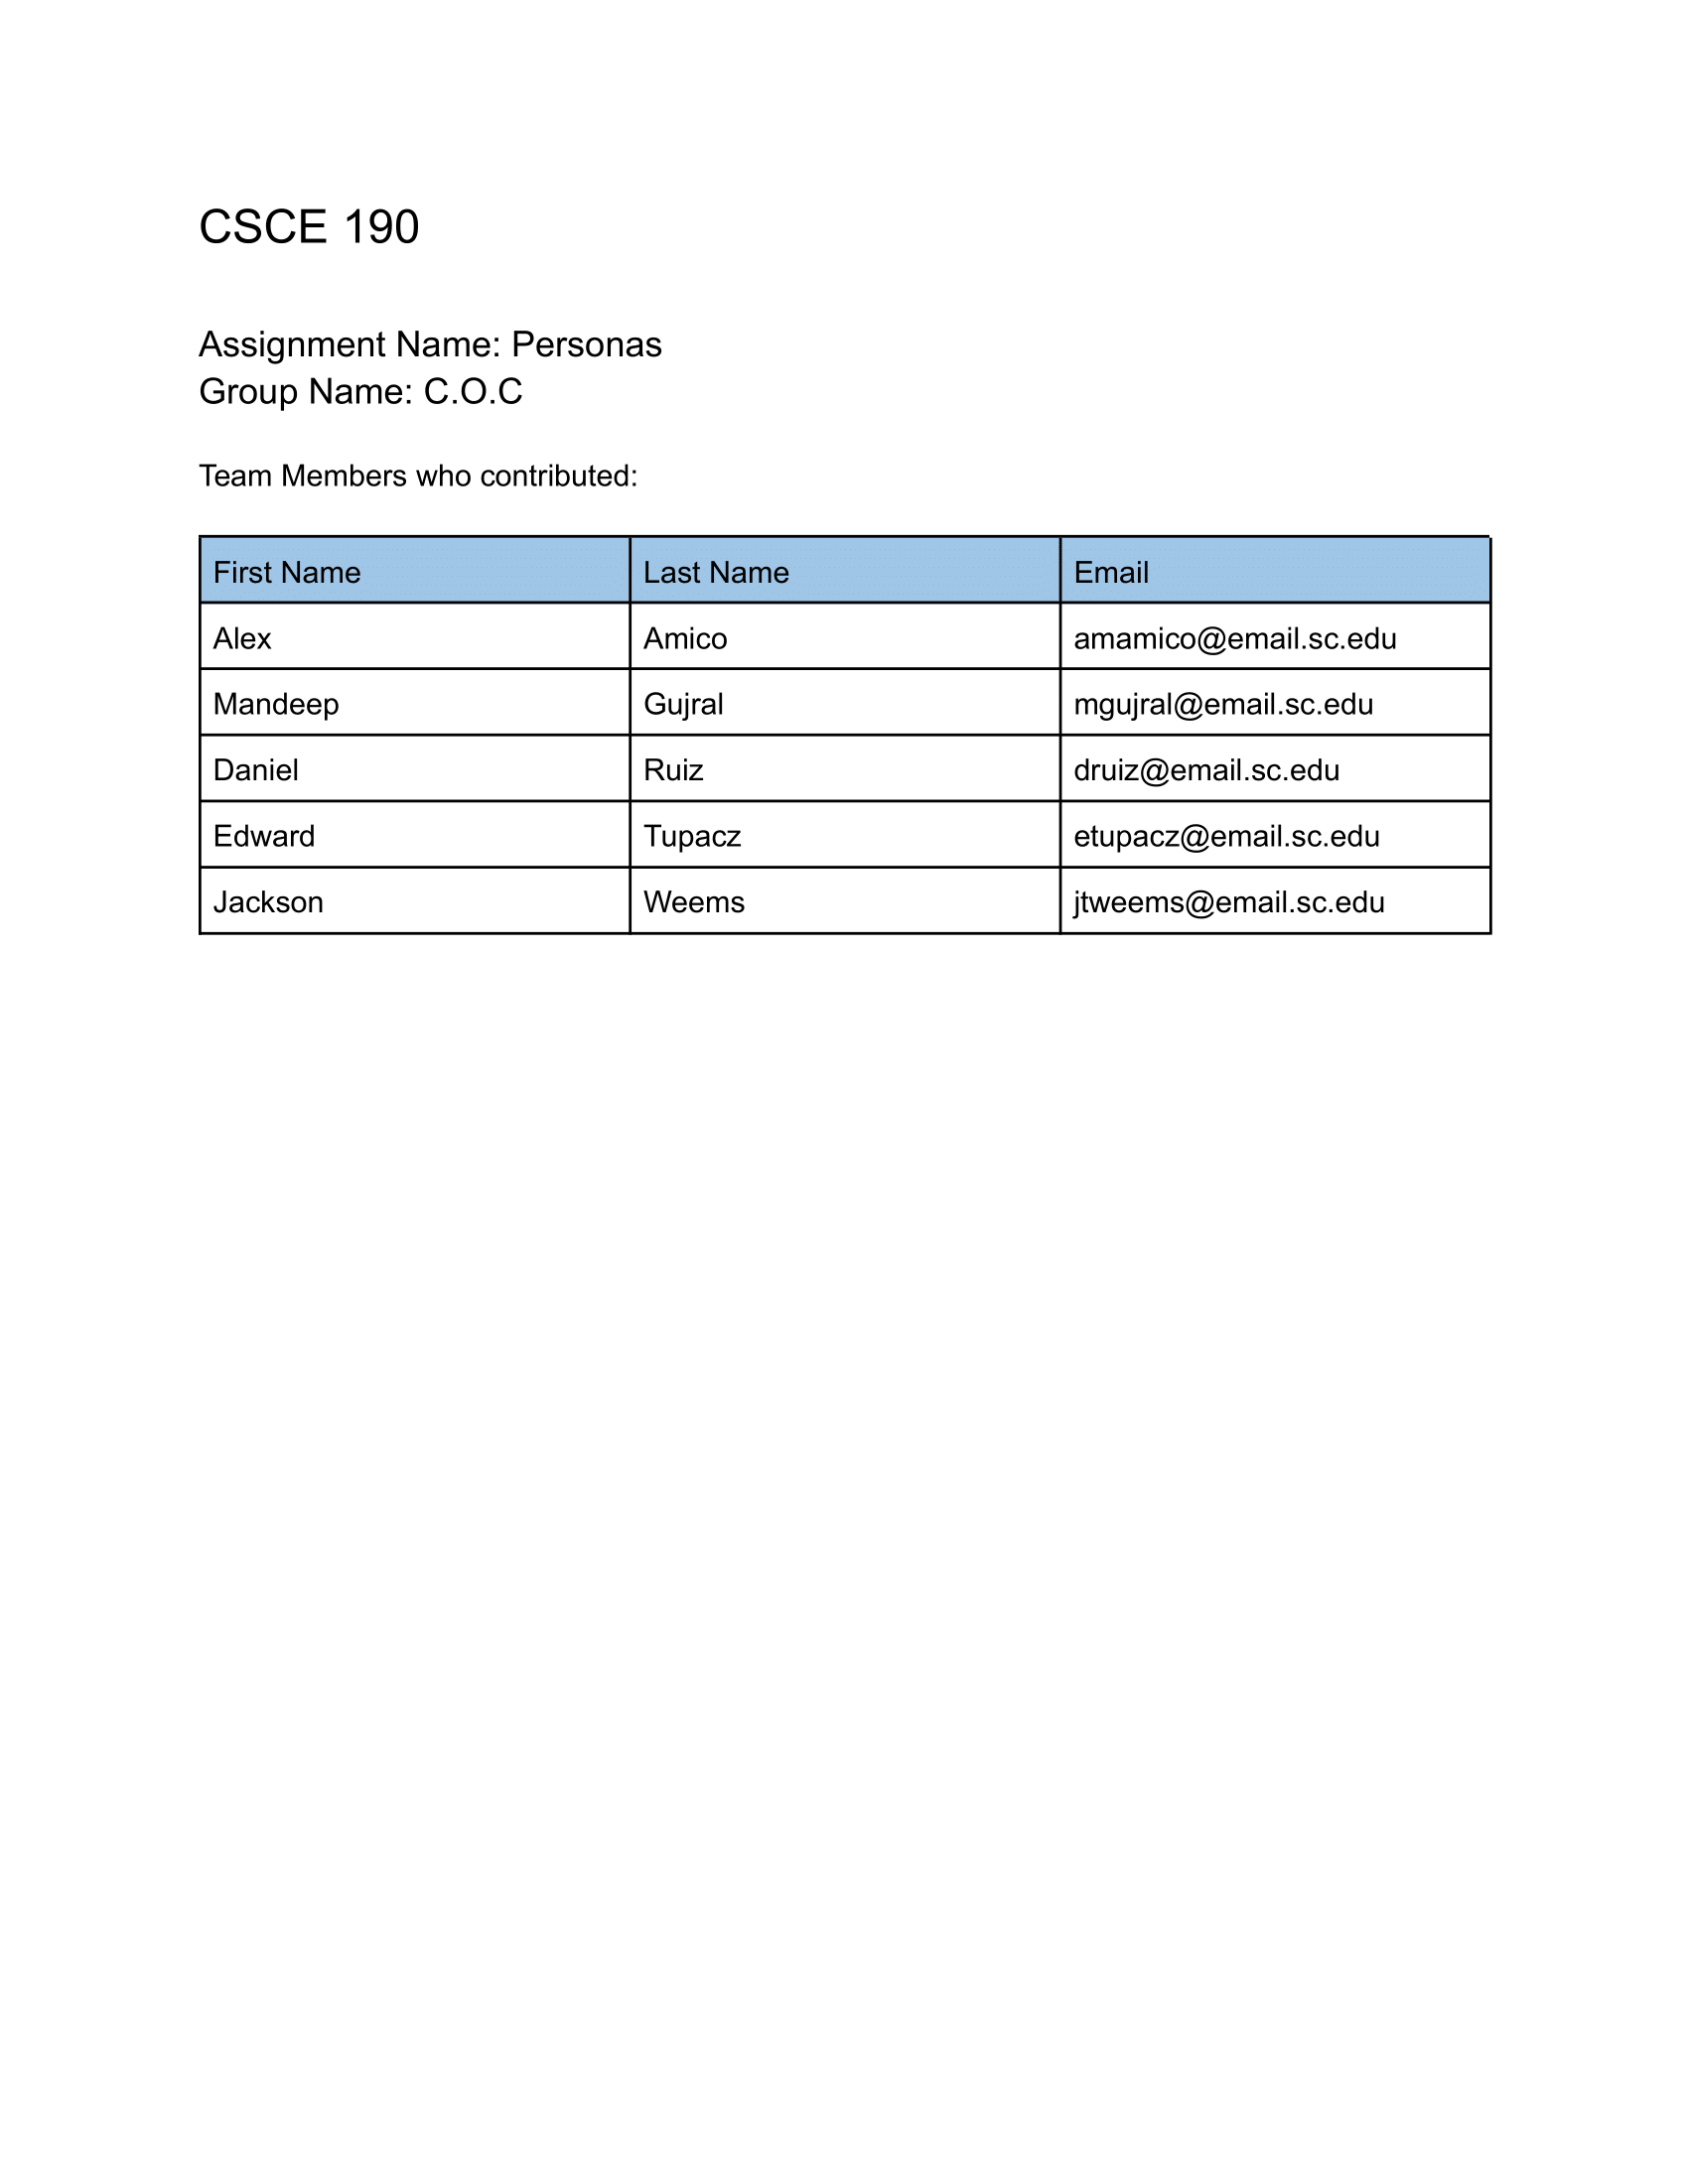 CSCE 190
Assignment Name: Personas
Group Name: C.O.C
Team Members who contributed:
First Name Last Name Email
Alex Amico amamico@email.sc.edu
Mandeep Gujral mgujral@email.sc.edu
Daniel Ruiz druiz@email.sc.edu
Edward Tupacz etupacz@email.sc.edu
Jackson Weems jtweems@email.sc.edu